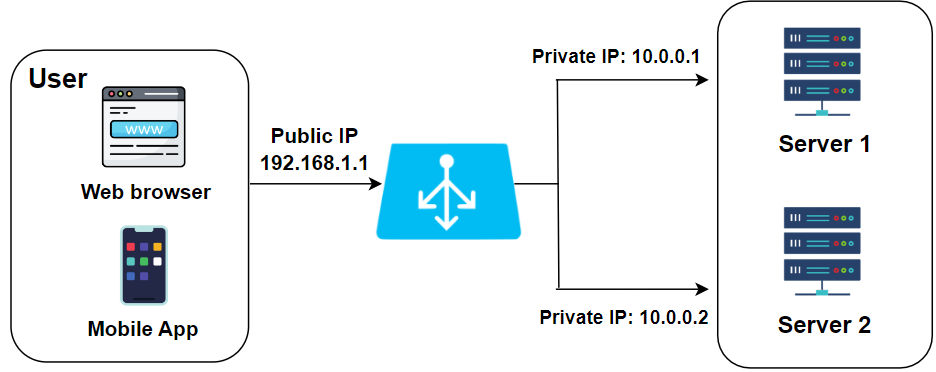 User
WWW
Web browser
Mobile App
Public IP
192.168.1.1
Private IP: 10.0.0.1
Private IP: 10.0.0.2
Server 1
Server 2